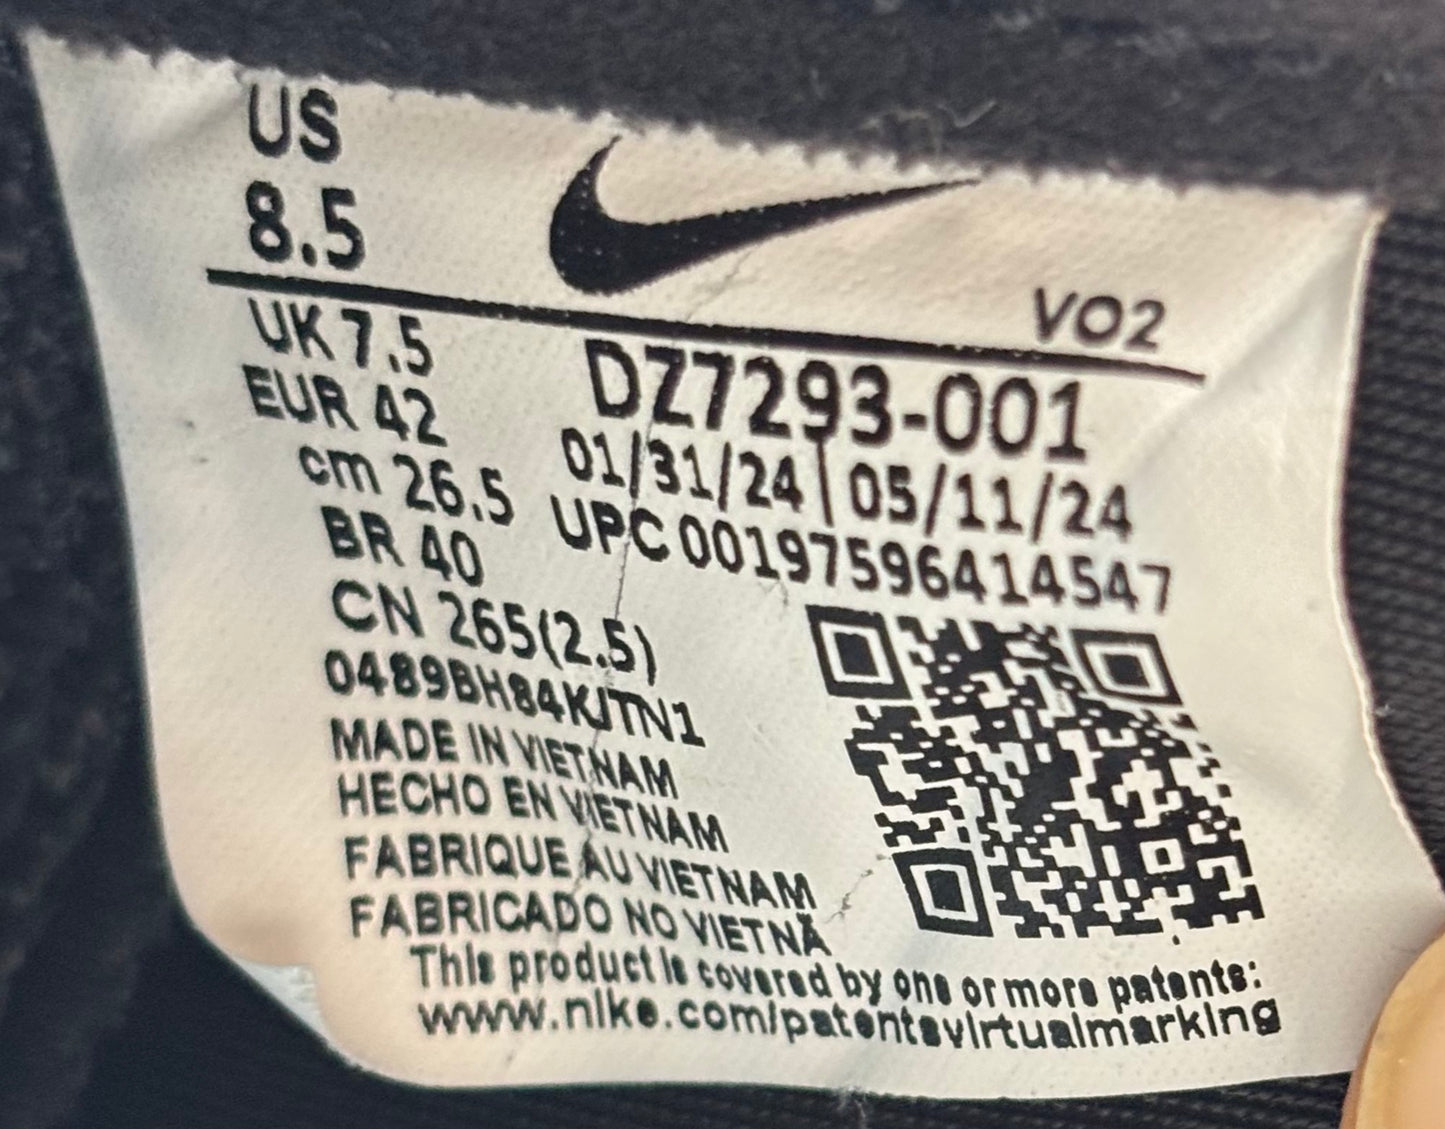 US
8.5
VO2
UK 7.5
EUR 42
cm 26.5
BR 40
CN 265(2.5)
DZ7293-001
01/31/24 | 05/11/24
UPC 00197596414547
0489BH84KJTN1
MADE IN VIETNAM
HECHO EN VIETNAM
FABRIQUE AU VIETNAM
FABRICADO NO VIETNÃ
This product is covered by one or more patents:
www.nike.com/patentsvirtualmarking